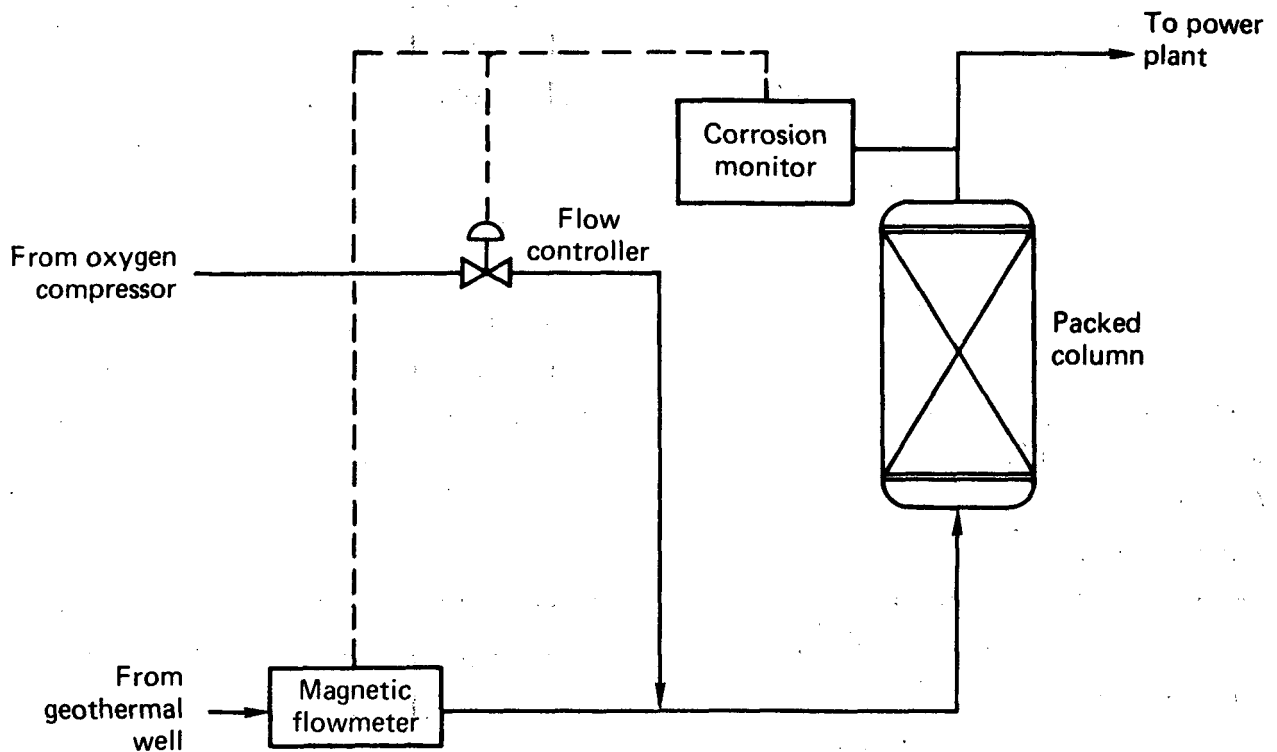 To power
plant
Corrosion
monitor
Flow
controller
From oxygen
compressor
Packed
column
From
geothermal
well
Magnetic
flowmeter